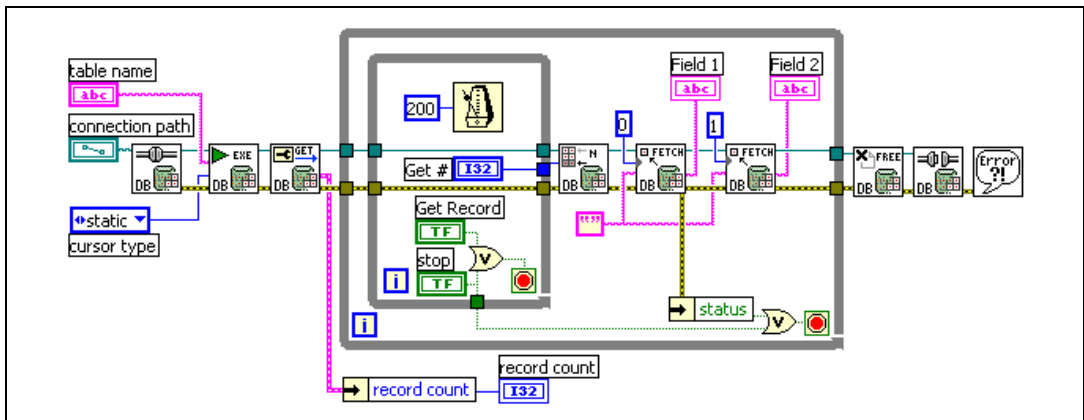 table name
abc
connection path
DB
EXE
DB
GET
DB
static
cursor type
200
Get #
I32
Get Record
TF
stop
TF
V
i
i
N
DB
0
FETCH
DB
1
FETCH
DB
Field 1
abc
Field 2
abc
""
status
V
FREE
DB
DB
Error
?!
record count
record count
I32